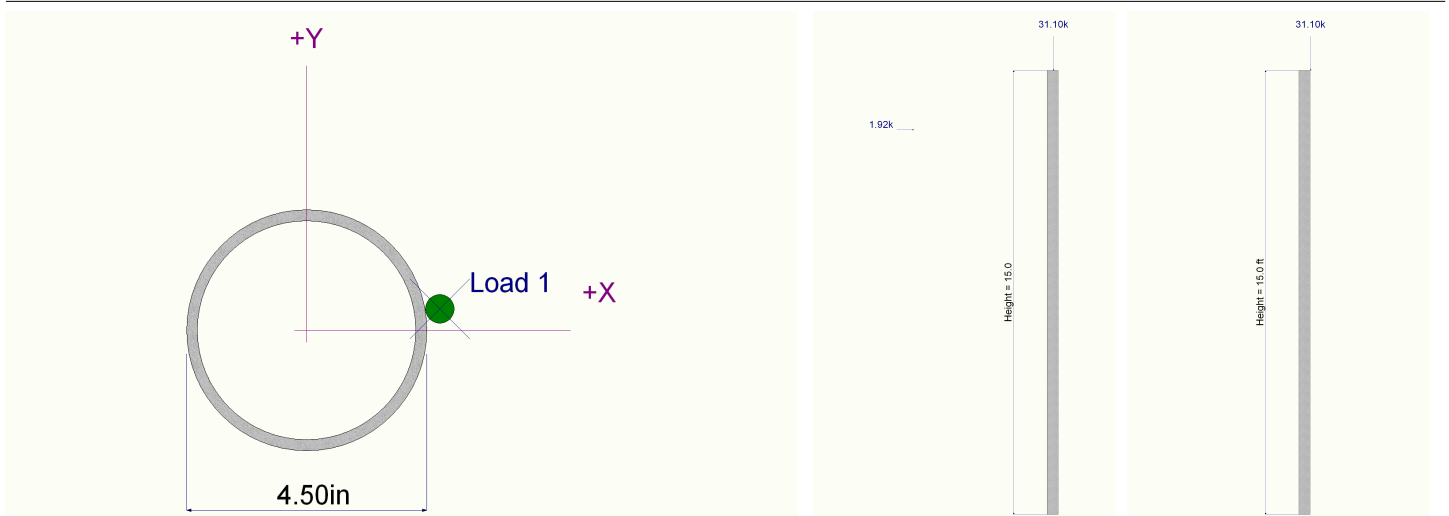 +Y
Load 1
+X
4.50in
31.10k
1.92k
Height = 15.0
31.10k
Height = 15.0 ft